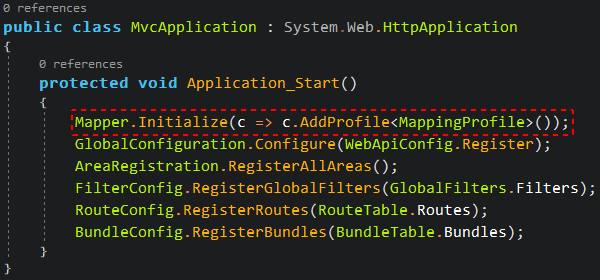 0 references
public class MvcApplication : System.Web.HttpApplication
{
0 references
protected void Application_Start()
{
Mapper.Initialize(c => c.AddProfile<MappingProfile>());
GlobalConfiguration.Configure(WebApiConfig.Register);
AreaRegistration.RegisterAllAreas();
FilterConfig.RegisterGlobalFilters(GlobalFilters.Filters);
RouteConfig.RegisterRoutes(RouteTable.Routes);
BundleConfig.RegisterBundles(BundleTable.Bundles);
}
}